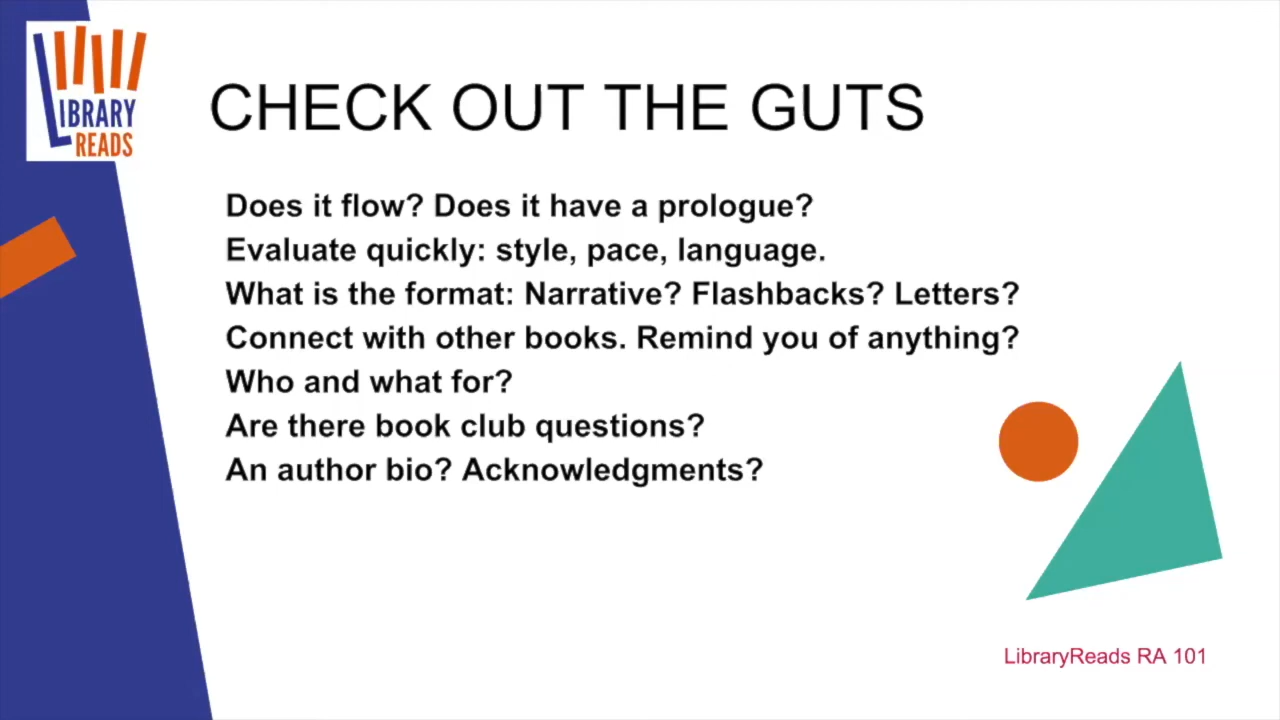 LIBRARY
READS
CHECK OUT THE GUTS
Does it flow? Does it have a prologue?
Evaluate quickly: style, pace, language.
What is the format: Narrative? Flashbacks? Letters?
Connect with other books. Remind you of anything?
Who and what for?
Are there book club questions?
An author bio? Acknowledgments?
LibraryReads RA 101